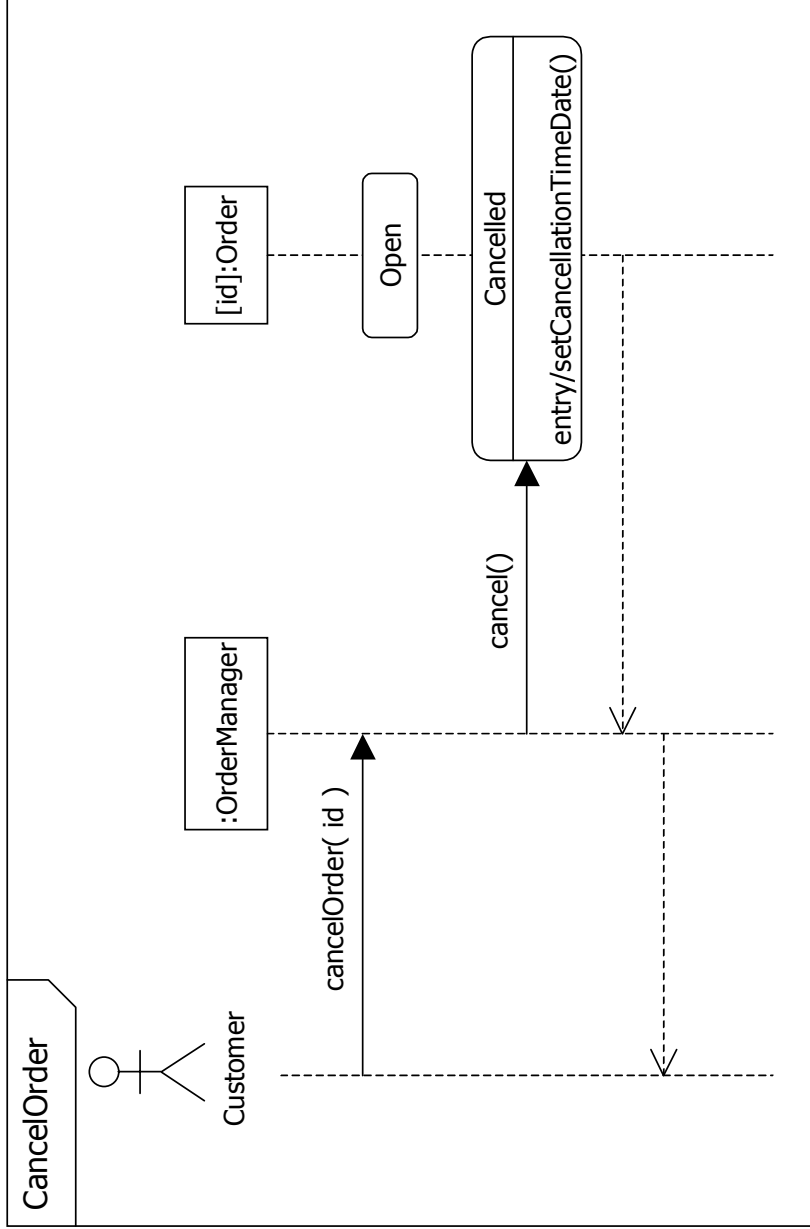 CancelOrder
Customer
:OrderManager
[id]:Order
cancelOrder( id )
Open
cancel()
Cancelled
entry/setCancellationTimeDate()